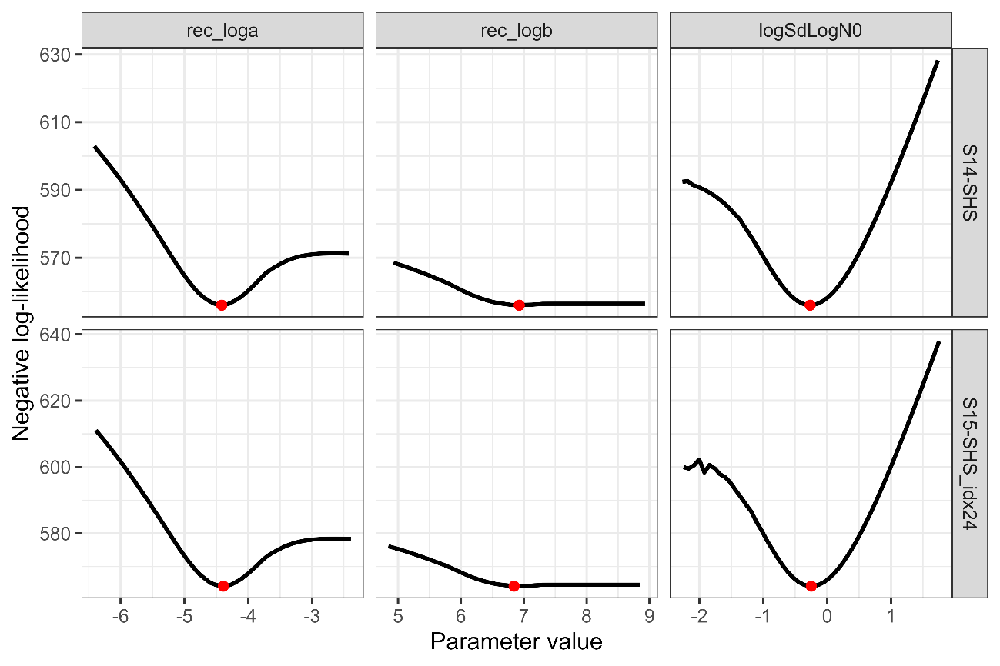 rec_loga rec_logb logSdLogN0
630
610
590
570
S14-SHS
640
620
600
580
S15-SHS_idx24
Negative log-likelihood
-6 -5 -4 -3 5 6 7 8 9 -2 -1 0 1
Parameter value